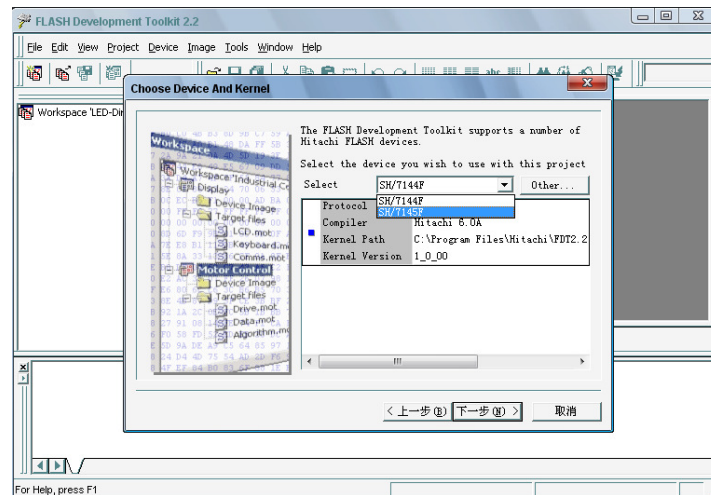 FLASH Development Toolkit 2.2
File Edit View Project Device Image Tools Window Help
abc
Workspace 'LED-Dir
Choose Device And Kernel
The FLASH Development Toolkit supports a number of
Hitachi FLASH devices.
Select the device you wish to use with this project
Select SH/7144F Other...
SH/7144F
SH/7145F
Protocol
Compiler Hitachi 6.0A
Kernel Path C:\Program Files\Hitachi\FDT2.2
Kernel Version 1_0_00
Workspace
Workspace 'Industrial Co
Display
Device Image
Target files
LCD.mot
Keyboard.m
Comms.mot
Motor Control
Device Image
Target files
Drive.mot
Data.mot
Algorithm.mo
< 上一步(B) 下一步(N) > 取消
For Help, press F1